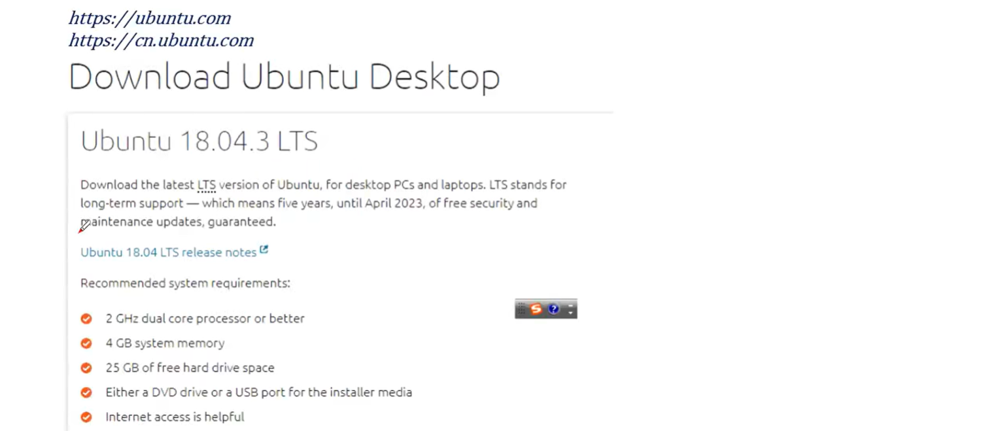 https://ubuntu.com
https://cn.ubuntu.com
Download Ubuntu Desktop
Ubuntu 18.04.3 LTS
Download the latest LTS version of Ubuntu, for desktop PCs and laptops. LTS stands for
long-term support — which means five years, until April 2023, of free security and
maintenance updates, guaranteed.
Ubuntu 18.04 LTS release notes
Recommended system requirements:
2 GHz dual core processor or better
4 GB system memory
25 GB of free hard drive space
Either a DVD drive or a USB port for the installer media
Internet access is helpful